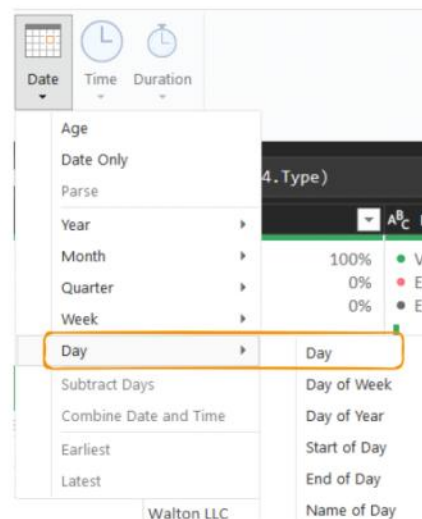 Date Time Duration
Age
Date Only
4.Type)
Parse
Year
ABC
Month
100%
Quarter
0%
Week
0%
Day
Day
Subtract Days
Day of Week
Combine Date and Time
Day of Year
Earliest
Start of Day
Latest
End of Day
Walton LLC
Name of Day